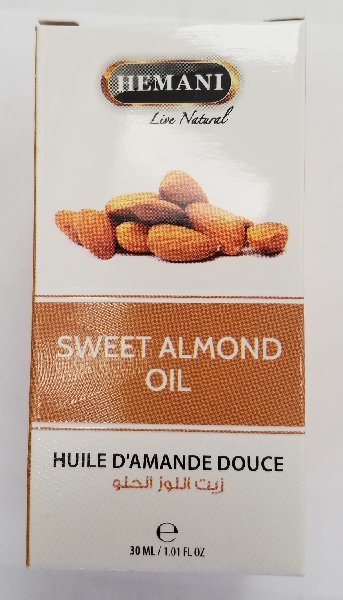 HEMANI
Live Natural
SWEET ALMOND
OIL
HUILE D'AMANDE DOUCE
زيت اللوز الحلو
℮
30 ML / 1.01 FL OZ